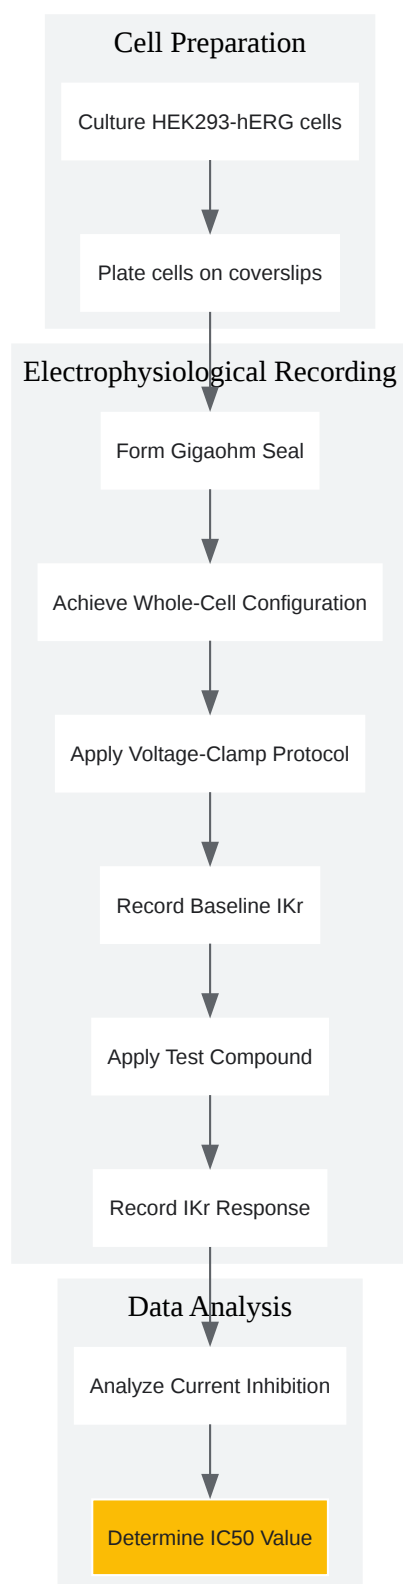 Cell Preparation
Culture HEK293-hERG cells
Plate cells on coverslips
Electrophysiological Recording
Form Gigaohm Seal
Achieve Whole-Cell Configuration
Apply Voltage-Clamp Protocol
Record Baseline IKr
Apply Test Compound
Record IKr Response
Data Analysis
Analyze Current Inhibition
Determine IC50 Value